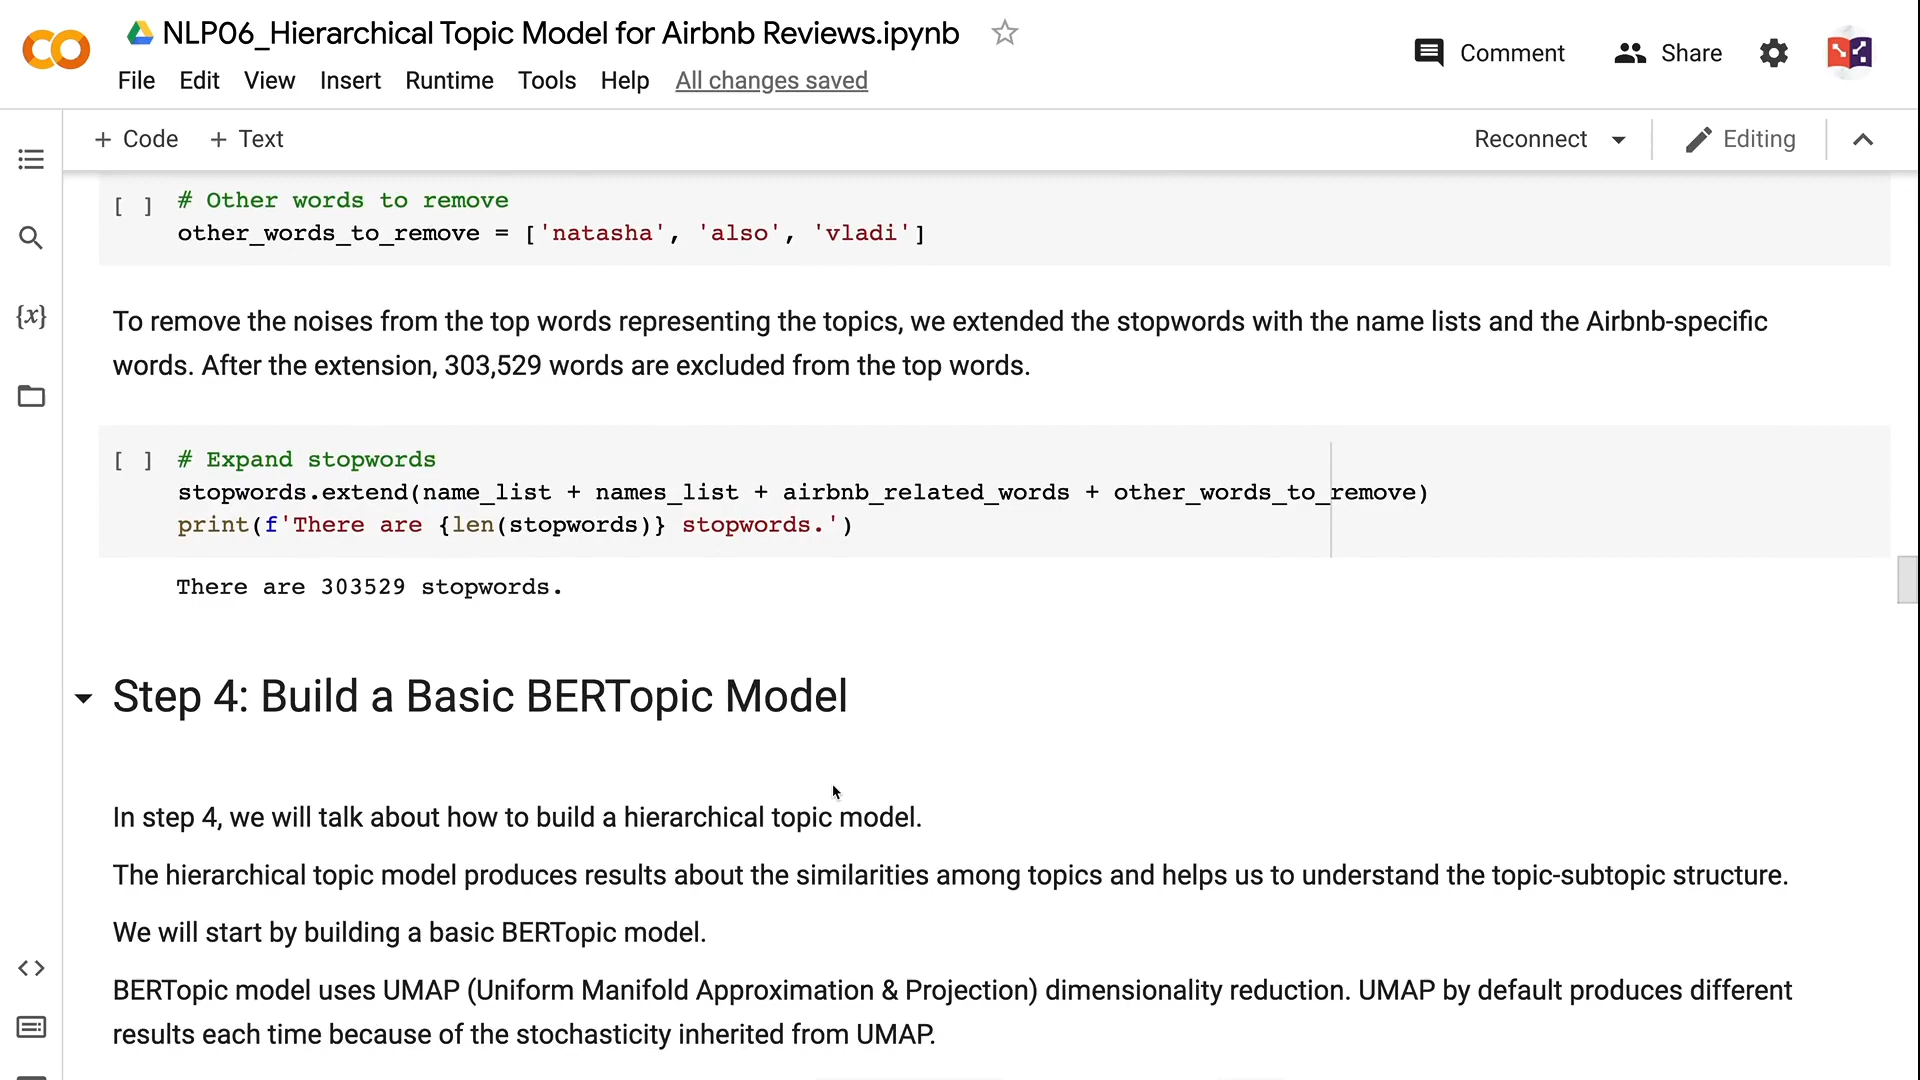 NLP06_Hierarchical Topic Model for Airbnb Reviews.ipynb
File Edit View Insert Runtime Tools Help All changes saved
Comment Share
+ Code + Text
Reconnect Editing
[ ] # Other words to remove
other_words_to_remove = ['natasha', 'also', 'vladi']
To remove the noises from the top words representing the topics, we extended the stopwords with the name lists and the Airbnb-specific
words. After the extension, 303,529 words are excluded from the top words.
[ ] # Expand stopwords
stopwords.extend(name_list + names_list + airbnb_related_words + other_words_to_remove)
print(f'There are {len(stopwords)} stopwords.')
There are 303529 stopwords.
Step 4: Build a Basic BERTopic Model
In step 4, we will talk about how to build a hierarchical topic model.
The hierarchical topic model produces results about the similarities among topics and helps us to understand the topic-subtopic structure.
We will start by building a basic BERTopic model.
BERTopic model uses UMAP (Uniform Manifold Approximation & Projection) dimensionality reduction. UMAP by default produces different
results each time because of the stochasticity inherited from UMAP.